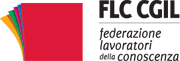 FLC CGIL
federazione
lavoratori
della conoscenza